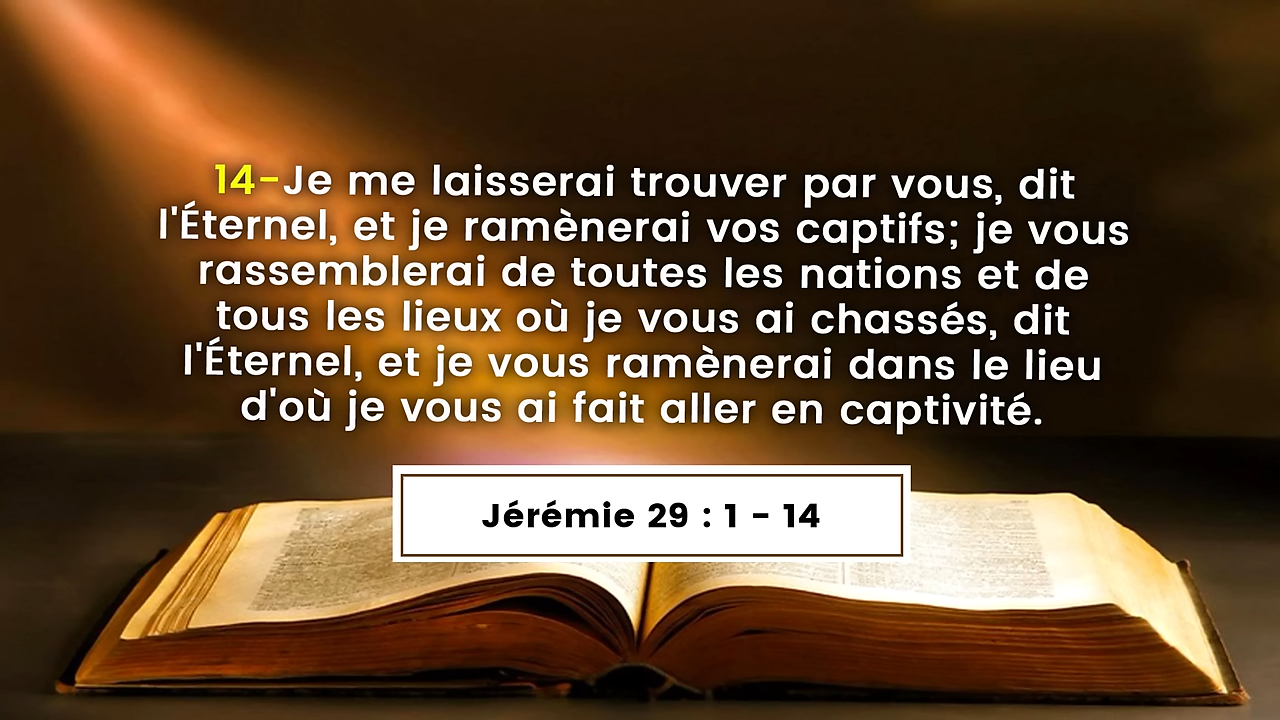 14-Je me laisserai trouver par vous, dit
l'Éternel, et je ramènerai vos captifs; je vous
rassemblerai de toutes les nations et de
tous les lieux où je vous ai chassés, dit
l'Éternel, et je vous ramènerai dans le lieu
d'où je vous ai fait aller en captivité.
Jérémie 29 : 1 - 14